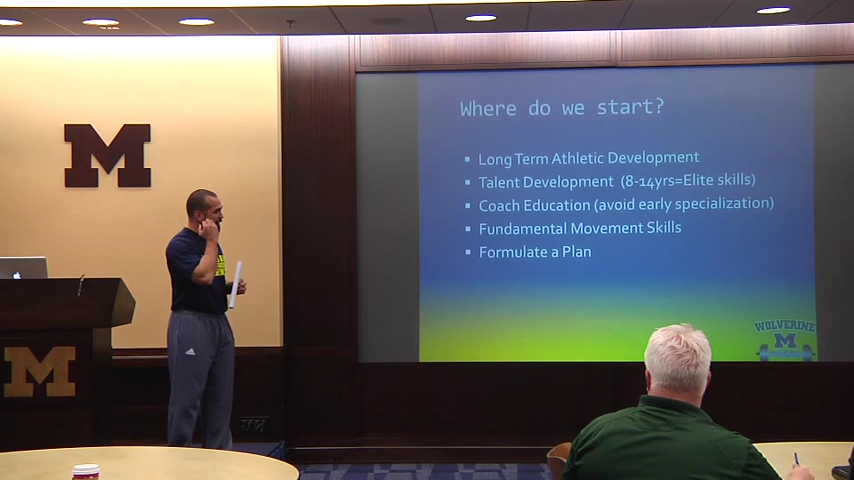 M
M
Where do we start?
Long Term Athletic Development
Talent Development (8-14yrs=Elite skills)
Coach Education (avoid early specialization)
Fundamental Movement Skills
Formulate a Plan
WOLVERINE
M